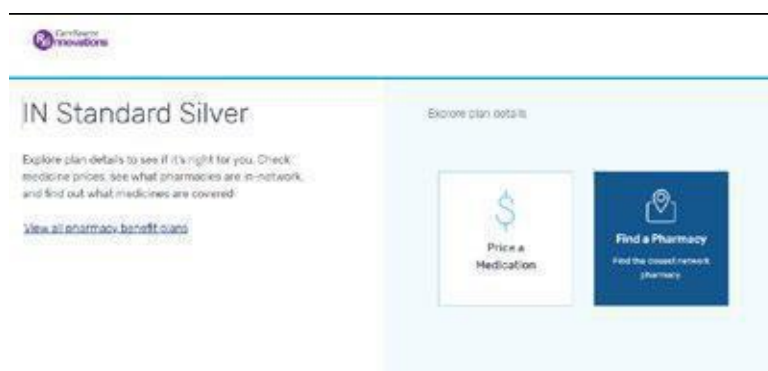 CareSource
Rx nnovations
IN Standard Silver
Explore plan details to see if it's right for you. Check
medicine prices, see what pharmacies are in-network,
and find out what medicines are covered.
View all pharmacy benefit plans
Explore plan details
$
Price a
Medication
Find a Pharmacy
Find the closest network
pharmacy